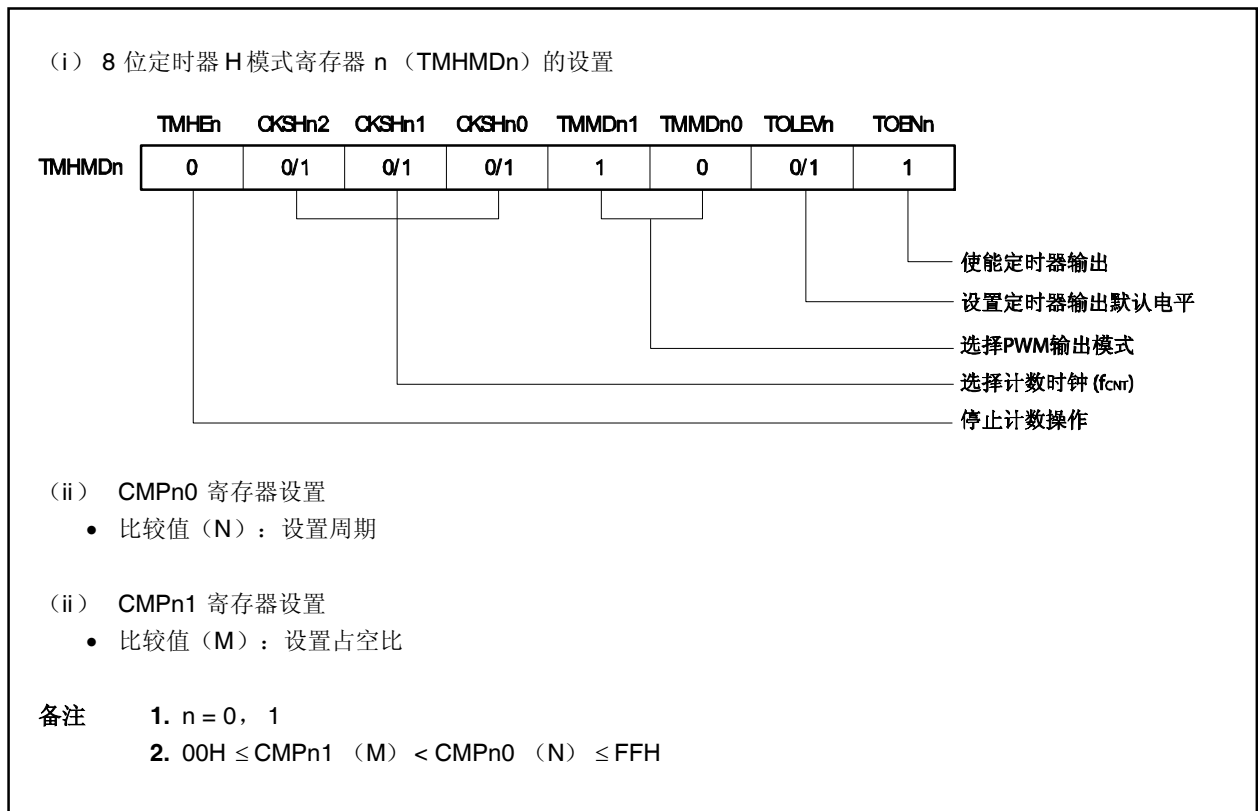 （i） 8 位定时器 H 模式寄存器 n （TMHMDn）的设置
TMHEn CKSHn2 CKSHn1 CKSHn0 TMMDn1 TMMDn0 TOLEVn TOENn
TMHMDn 0 0/1 0/1 0/1 1 0 0/1 1
使能定时器输出
设置定时器输出默认电平
选择PWM输出模式
选择计数时钟 (fCNT)
停止计数操作
（ii） CMPn0 寄存器设置
• 比较值（N）：设置周期
（ii） CMPn1 寄存器设置
• 比较值（M）：设置占空比
备注 1. n = 0， 1
2. 00H ≤ CMPn1 （M） < CMPn0 （N） ≤ FFH